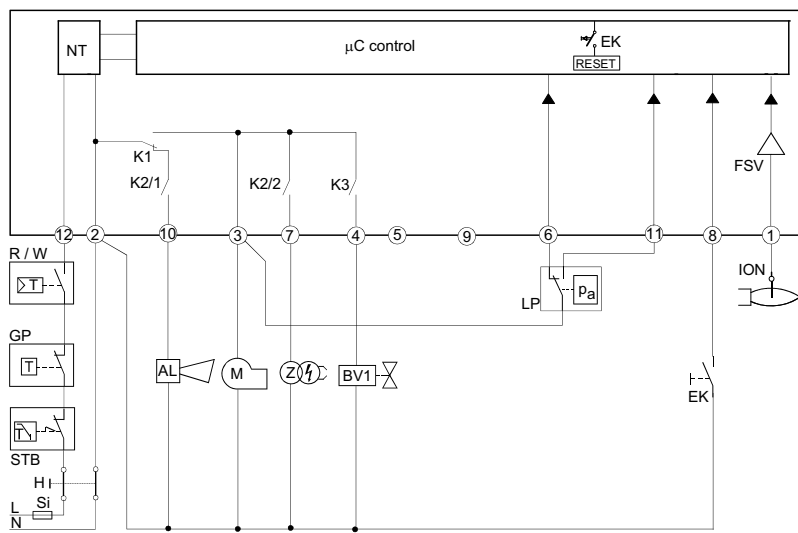 NT
µC control
EK
RESET
K1
K2/1
K2/2
K3
FSV
12
2
10
3
7
4
5
9
6
11
8
1
R / W
T
GP
T
STB
T
H
L
Si
N
AL
M
Z
BV1
LP
pa
ION
EK